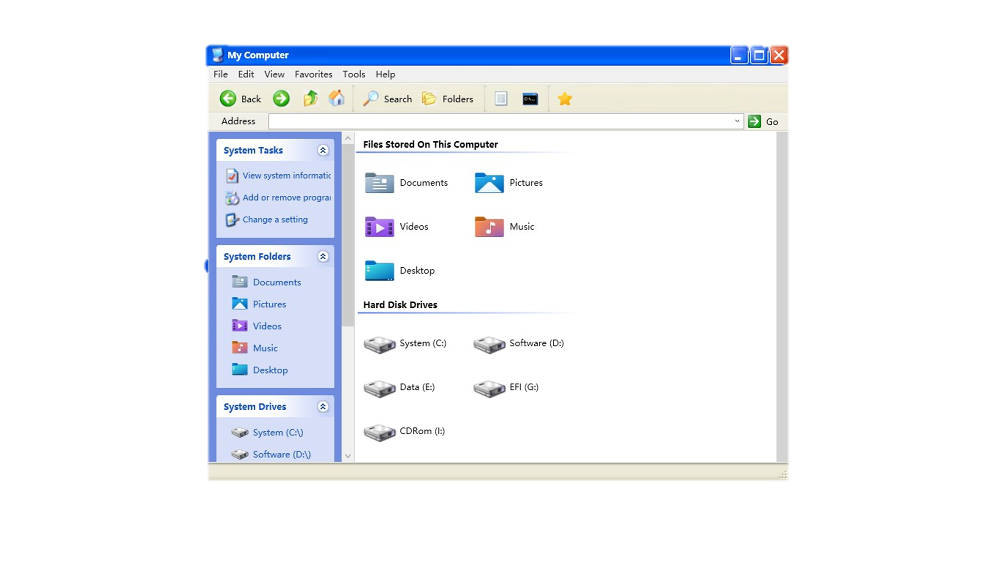 My Computer
File Edit View Favorites Tools Help
Back Search Folders C:\...
Address Go
System Tasks
View system informatic
Add or remove prograr
Change a setting
System Folders
Documents
Pictures
Videos
Music
Desktop
System Drives
System (C:\)
Software (D:\)
Files Stored On This Computer
Documents Pictures
Videos Music
Desktop
Hard Disk Drives
System (C:) Software (D:)
Data (E:) EFI (G:)
CDRom (I:)